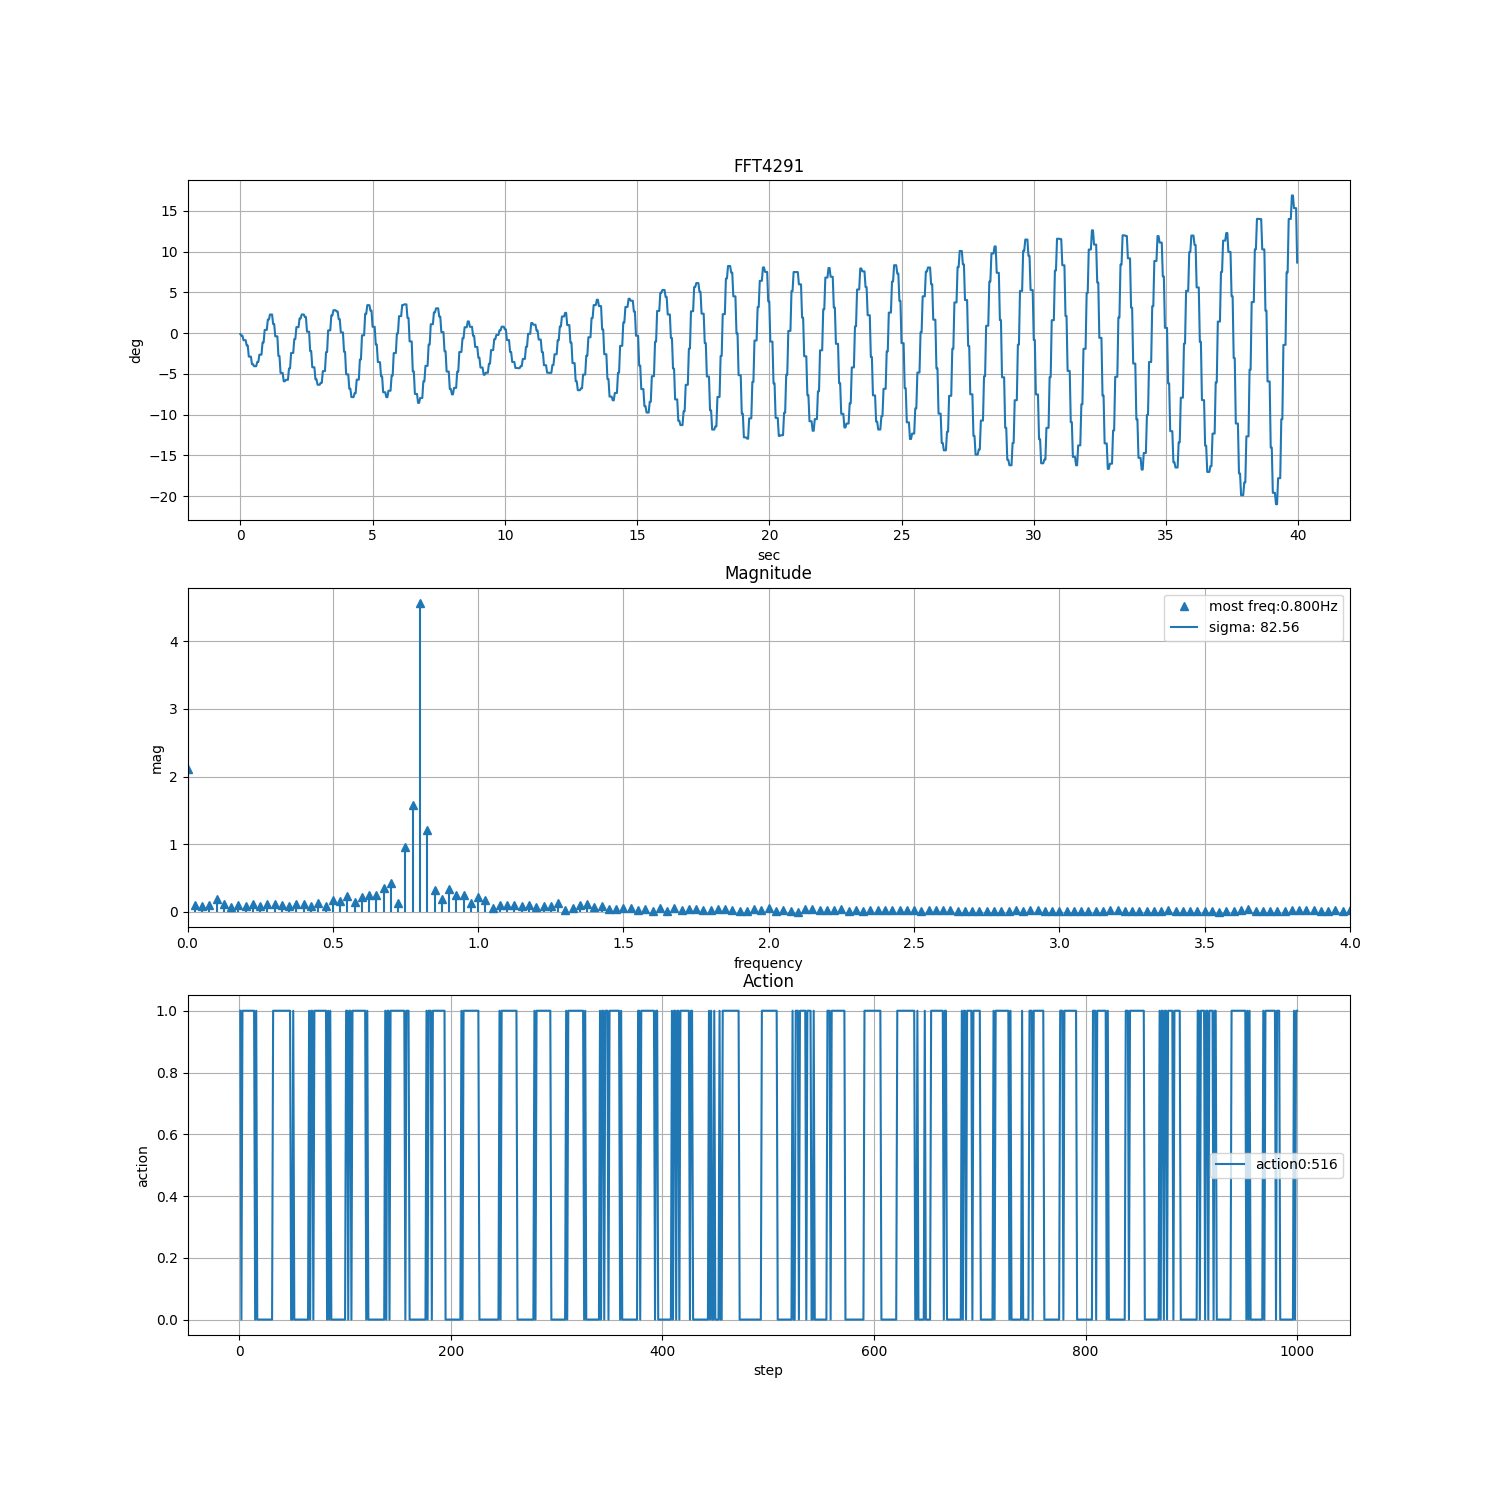 FFT4291
15
10
5
0
−5
−10
−15
−20
deg
0 5 10 15 20 25 30 35 40
sec
Magnitude
most freq:0.800Hz
sigma: 82.56
4
3
2
1
0
mag
0.0 0.5 1.0 1.5 2.0 2.5 3.0 3.5 4.0
frequency
Action
1.0
0.8
0.6
0.4
0.2
0.0
action
action0:516
0 200 400 600 800 1000
step